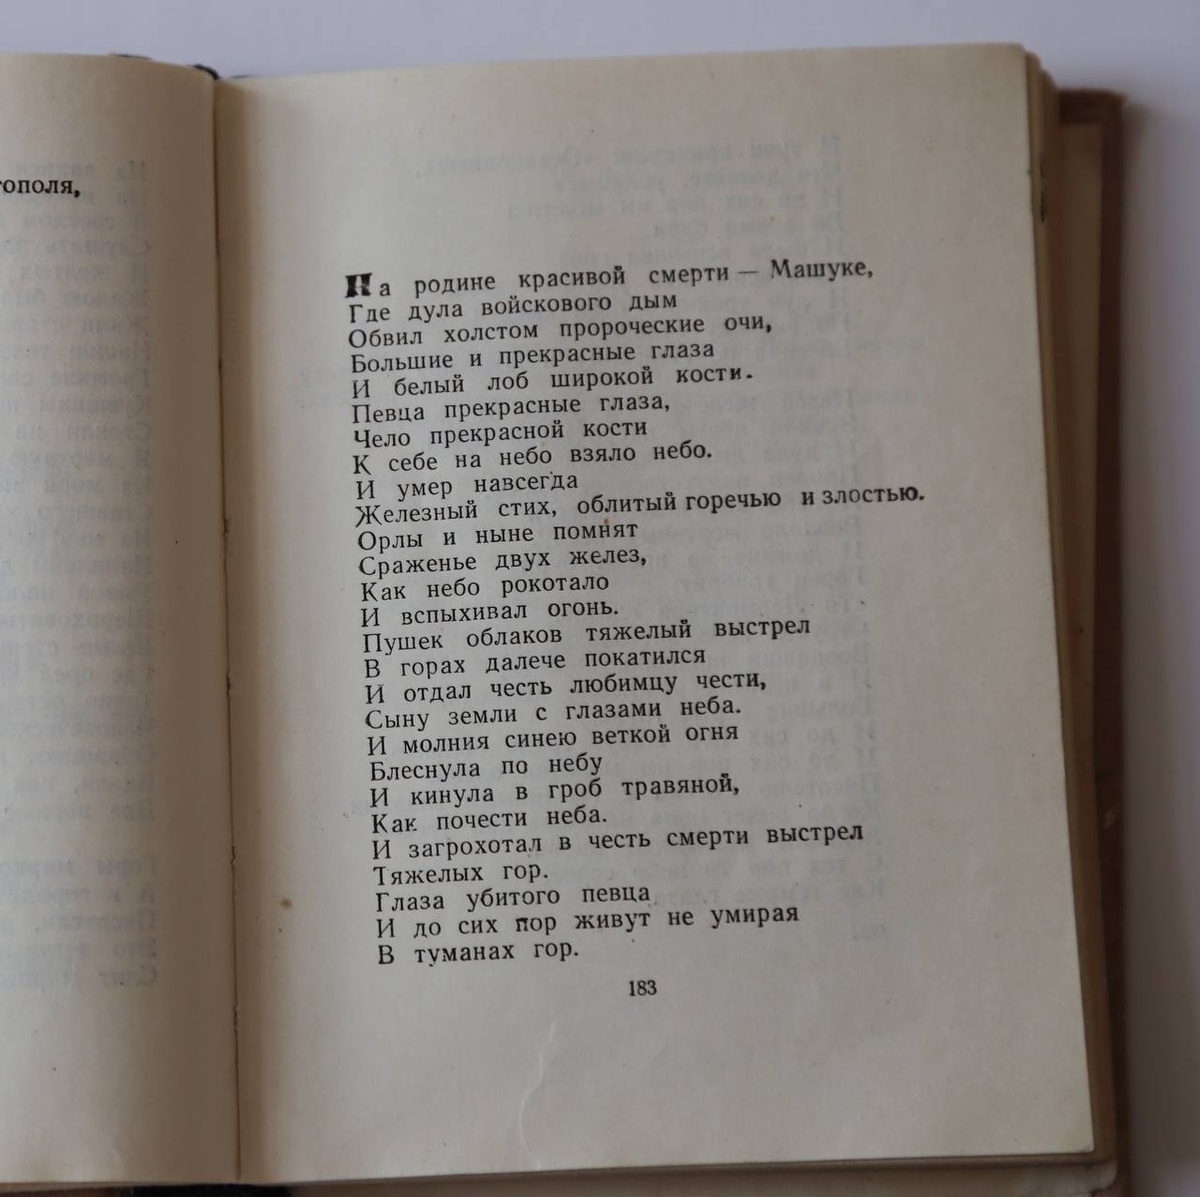 тополя,
На родине красивой смерти — Машуке,
Где дула войскового дым
Обвил холстом пророческие очи,
Большие и прекрасные глаза
И белый лоб широкой кости.
Певца прекрасные глаза,
Чело прекрасной кости
К себе на небо взяло небо.
И умер навсегда
Железный стих, облитый горечью и злостью.
Орлы и ныне помнят
Сраженье двух желез,
Как небо рокотало
И вспыхивал огонь.
Пушек облаков тяжелый выстрел
В горах далече покатился
И отдал честь любимцу чести,
Сыну земли с глазами неба.
И молния синею веткой огня
Блеснула по небу
И кинула в гроб травяной,
Как почести неба.
И загрохотал в честь смерти выстрел
Тяжелых гор.
Глаза убитого певца
И до сих пор живут не умирая
В туманах гор.
183